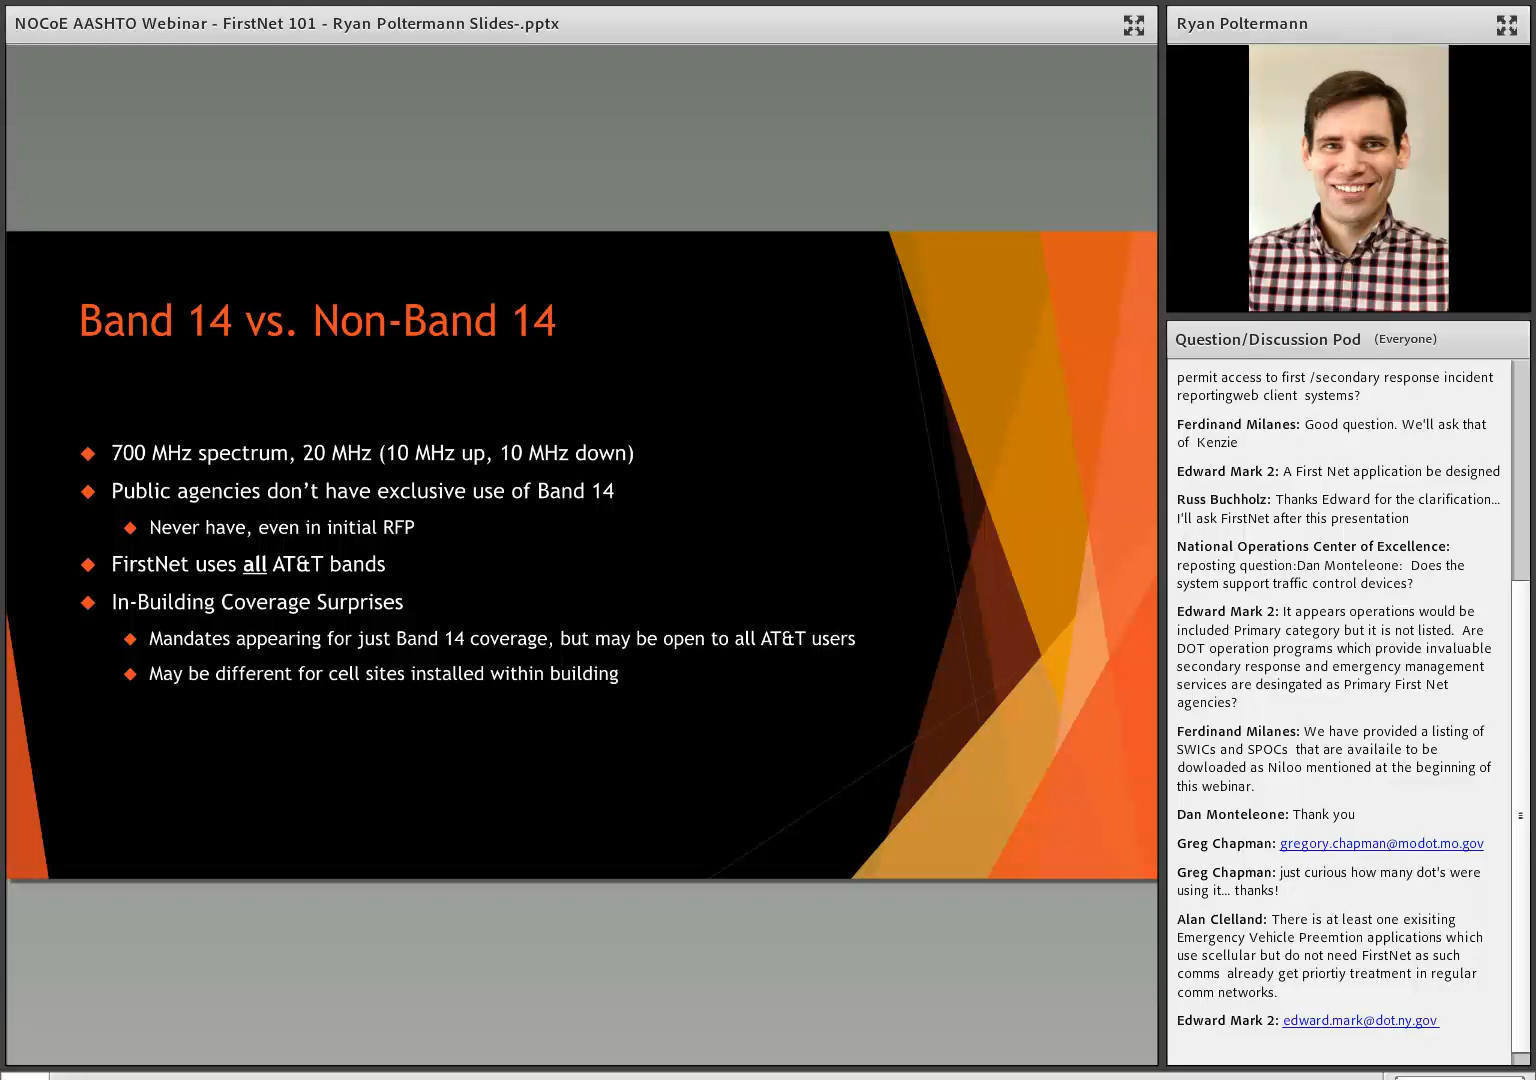 NOCoE AASHTO Webinar - FirstNet 101 - Ryan Poltermann Slides-.pptx
Band 14 vs. Non-Band 14
700 MHz spectrum, 20 MHz (10 MHz up, 10 MHz down)
Public agencies don’t have exclusive use of Band 14
Never have, even in initial RFP
FirstNet uses all AT&T bands
In-Building Coverage Surprises
Mandates appearing for just Band 14 coverage, but may be open to all AT&T users
May be different for cell sites installed within building
Ryan Poltermann
Question/Discussion Pod (Everyone)
permit access to first /secondary response incident
reportingweb client systems?
Ferdinand Milanes: Good question. We'll ask that
of Kenzie
Edward Mark 2: A First Net application be designed
Russ Buchholz: Thanks Edward for the clarification...
I'll ask FirstNet after this presentation
National Operations Center of Excellence:
reposting question:Dan Monteleone: Does the
system support traffic control devices?
Edward Mark 2: It appears operations would be
included Primary category but it is not listed. Are
DOT operation programs which provide invaluable
secondary response and emergency management
services are desingated as Primary First Net
agencies?
Ferdinand Milanes: We have provided a listing of
SWICs and SPOCs that are availaile to be
dowloaded as Niloo mentioned at the beginning of
this webinar.
Dan Monteleone: Thank you
Greg Chapman: gregory.chapman@modot.mo.gov
Greg Chapman: just curious how many dot's were
using it... thanks!
Alan Clelland: There is at least one exisiting
Emergency Vehicle Preemtion applications which
use scellular but do not need FirstNet as such
comms already get priortiy treatment in regular
comm networks.
Edward Mark 2: edward.mark@dot.ny.gov